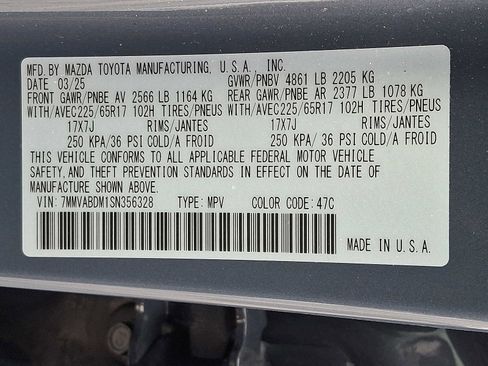 MFD. BY MAZDA TOYOTA MANUFACTURING, U.S.A., INC.
DATE 03/25 GVWR/PNBV 4861 LB 2205 KG
FRONT GAWR/PNBE AV 2566 LB 1164 KG REAR GAWR/PNBE AR 2377 LB 1078 KG
WITH/AVEC225/65R17 102H TIRES/PNEUS WITH/AVEC225/65R17 102H TIRES/PNEUS
17X7J RIMS/JANTES 17X7J RIMS/JANTES
250 KPA/36 PSI COLD/A FROID 250 KPA/36 PSI COLD/A FROID
THIS VEHICLE CONFORMS TO ALL APPLICABLE FEDERAL MOTOR VEHICLE
SAFETY, AND THEFT PREVENTION STANDARDS IN EFFECT ON THE DATE OF
MANUFACTURE SHOWN ABOVE.
VIN: 7MMVABDM1SN356328 TYPE: MPV COLOR CODE: 47C
MADE IN U.S.A.